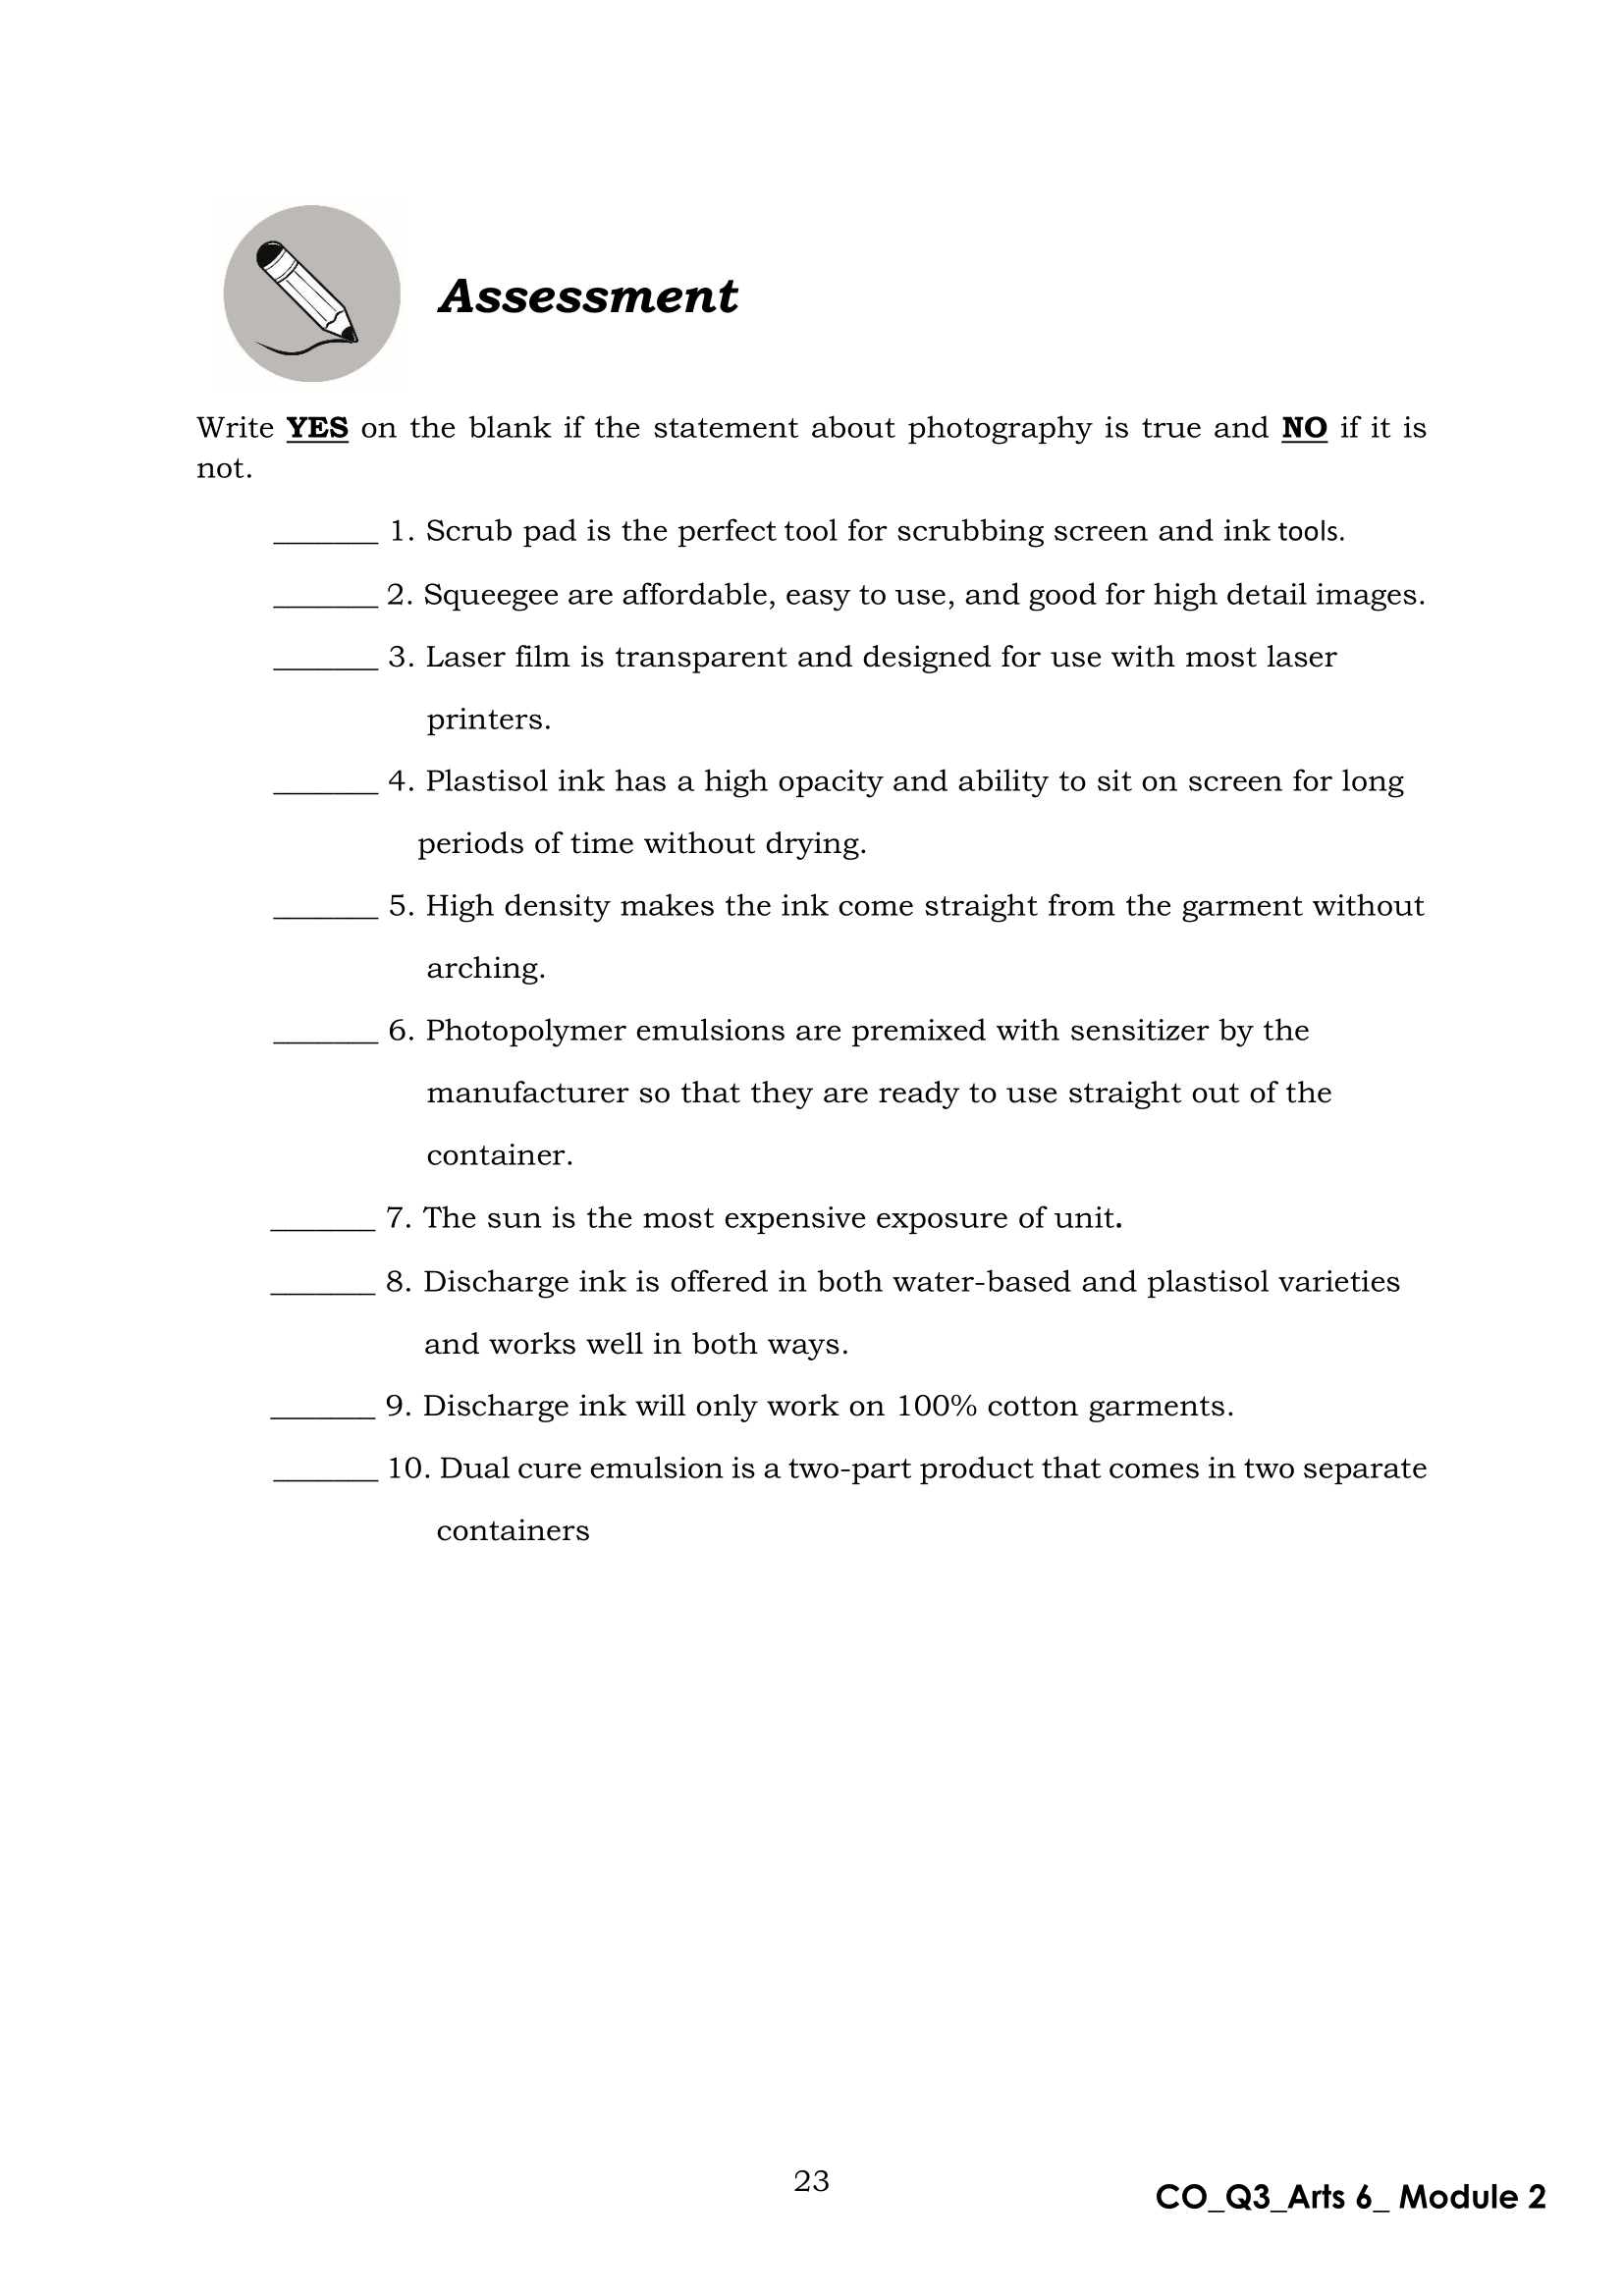 Assessment
Write YES on the blank if the statement about photography is true and NO if it is
not.
_______ 1. Scrub pad is the perfect tool for scrubbing screen and ink tools.
_______ 2. Squeegee are affordable, easy to use, and good for high detail images.
_______ 3. Laser film is transparent and designed for use with most laser
printers.
_______ 4. Plastisol ink has a high opacity and ability to sit on screen for long
periods of time without drying.
_______ 5. High density makes the ink come straight from the garment without
arching.
_______ 6. Photopolymer emulsions are premixed with sensitizer by the
manufacturer so that they are ready to use straight out of the
container.
_______ 7. The sun is the most expensive exposure of unit.
_______ 8. Discharge ink is offered in both water-based and plastisol varieties
and works well in both ways.
_______ 9. Discharge ink will only work on 100% cotton garments.
_______ 10. Dual cure emulsion is a two-part product that comes in two separate
containers
23
CO_Q3_Arts 6_ Module 2